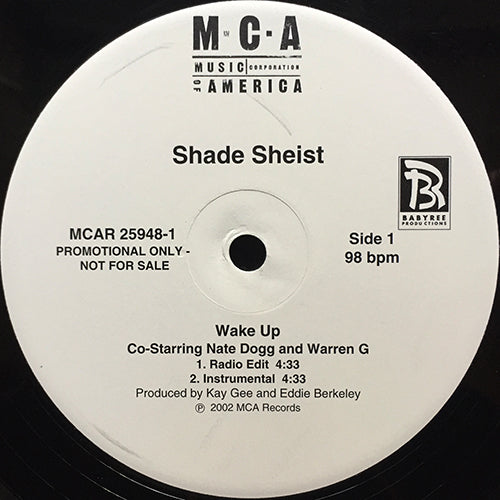 M·C·A
MUSIC CORPORATION
OF AMERICA
Shade Sheist
BABYREE
PRODUCTIONS
MCAR 25948-1
PROMOTIONAL ONLY -
NOT FOR SALE
Side 1
98 bpm
Wake Up
Co-Starring Nate Dogg and Warren G
1. Radio Edit 4:33
2. Instrumental 4:33
Produced by Kay Gee and Eddie Berkeley
℗ 2002 MCA Records